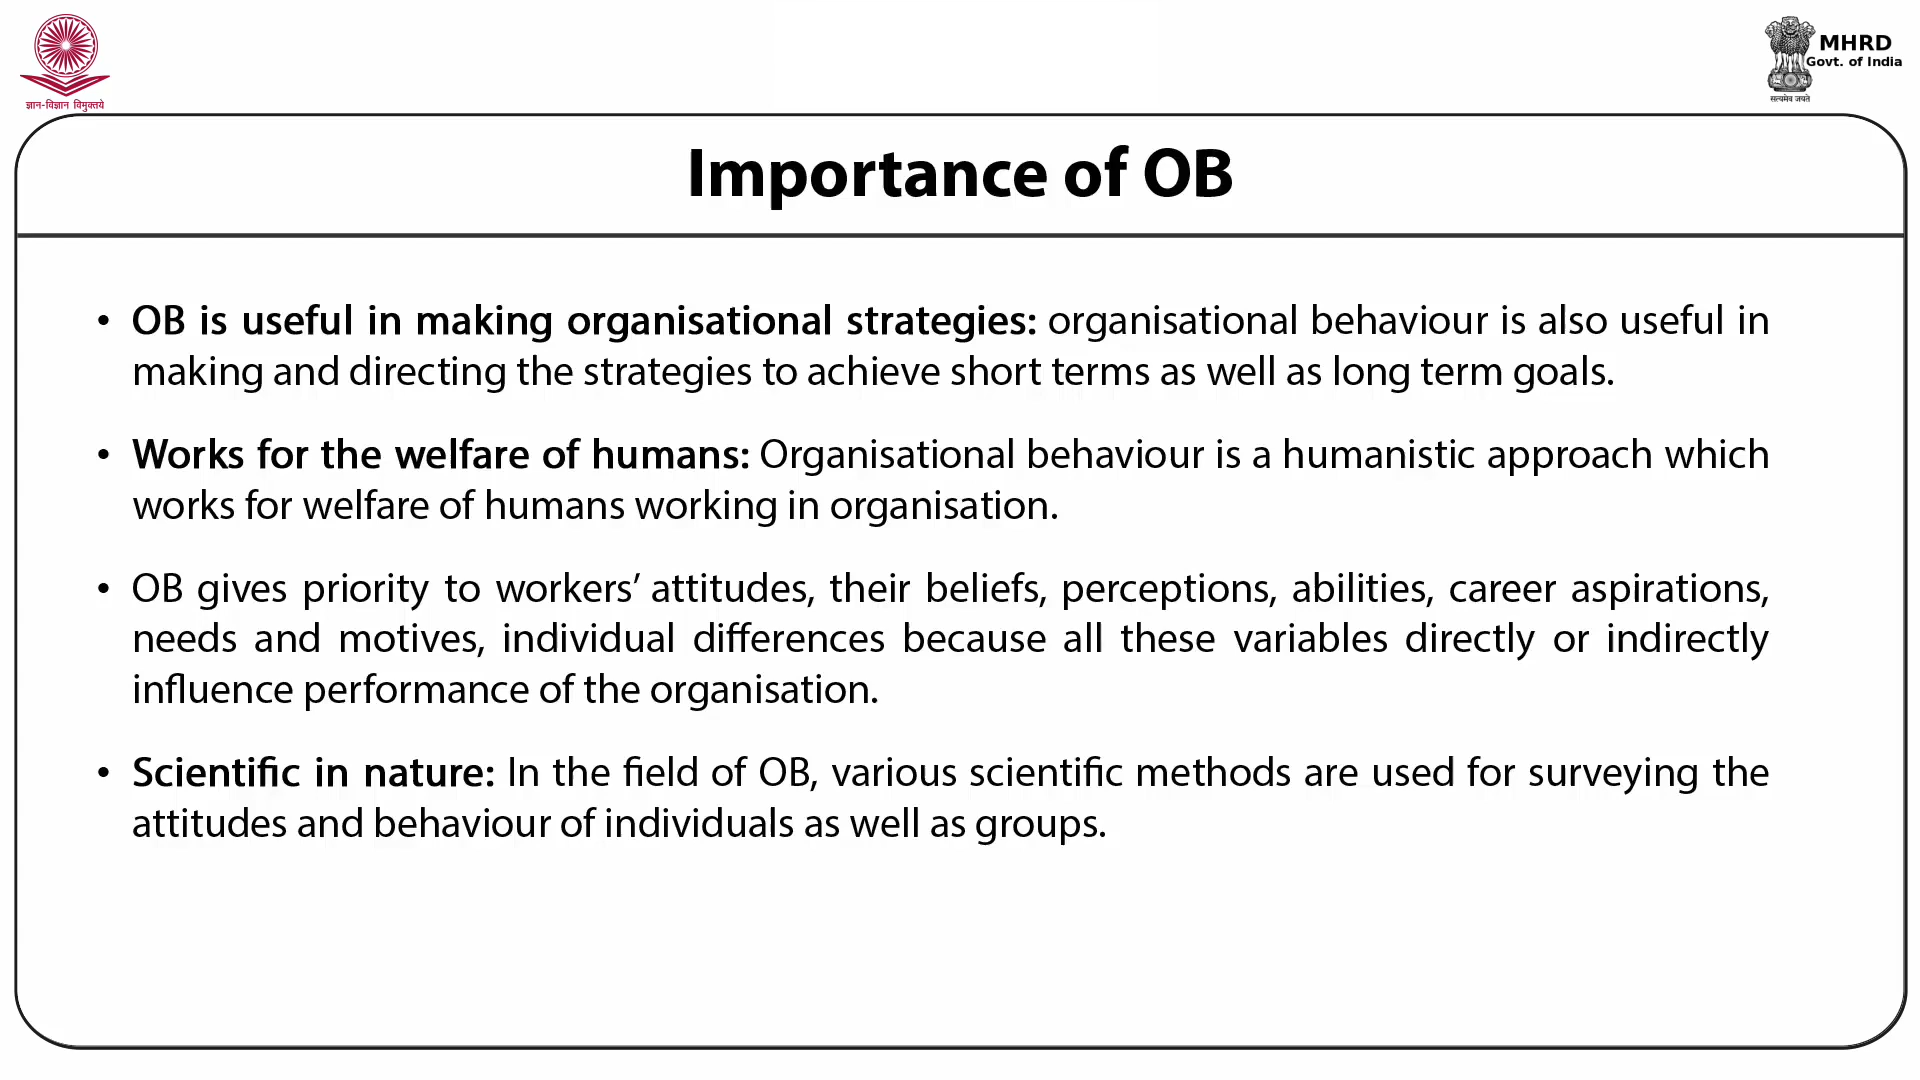 ज्ञान-विज्ञान विमुक्तये
MHRD
Govt. of India
सत्यमेव जयते
Importance of OB
• OB is useful in making organisational strategies: organisational behaviour is also useful in
making and directing the strategies to achieve short terms as well as long term goals.
• Works for the welfare of humans: Organisational behaviour is a humanistic approach which
works for welfare of humans working in organisation.
• OB gives priority to workers’ attitudes, their beliefs, perceptions, abilities, career aspirations,
needs and motives, individual differences because all these variables directly or indirectly
influence performance of the organisation.
• Scientific in nature: In the field of OB, various scientific methods are used for surveying the
attitudes and behaviour of individuals as well as groups.